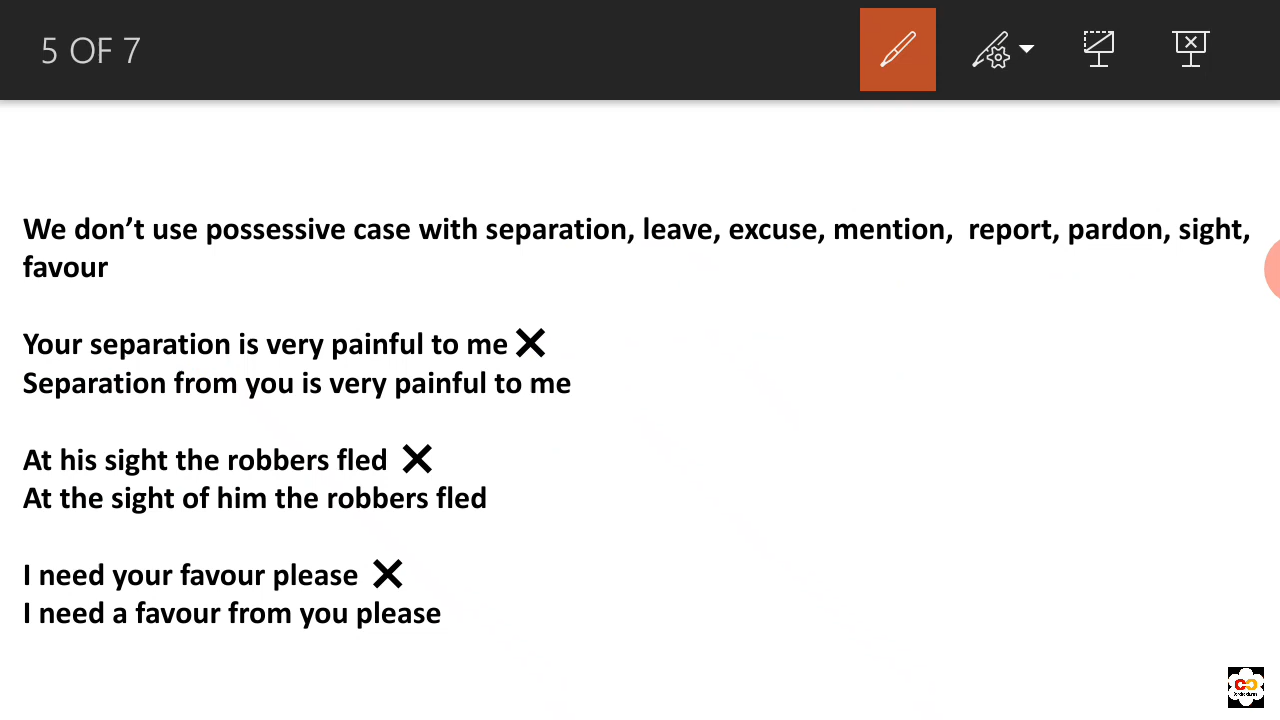 5 OF 7
We don’t use possessive case with separation, leave, excuse, mention, report, pardon, sight,
favour
Your separation is very painful to me
Separation from you is very painful to me
At his sight the robbers fled
At the sight of him the robbers fled
I need your favour please
I need a favour from you please